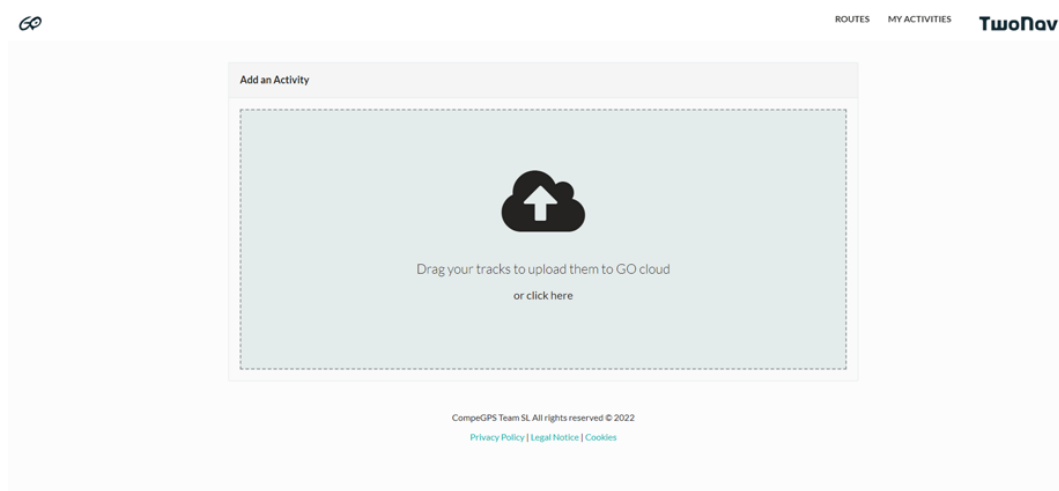 GO
ROUTES MY ACTIVITIES TwoNav
Add an Activity
Drag your tracks to upload them to GO cloud
or click here
CompeGPS Team SL All rights reserved © 2022
Privacy Policy | Legal Notice | Cookies